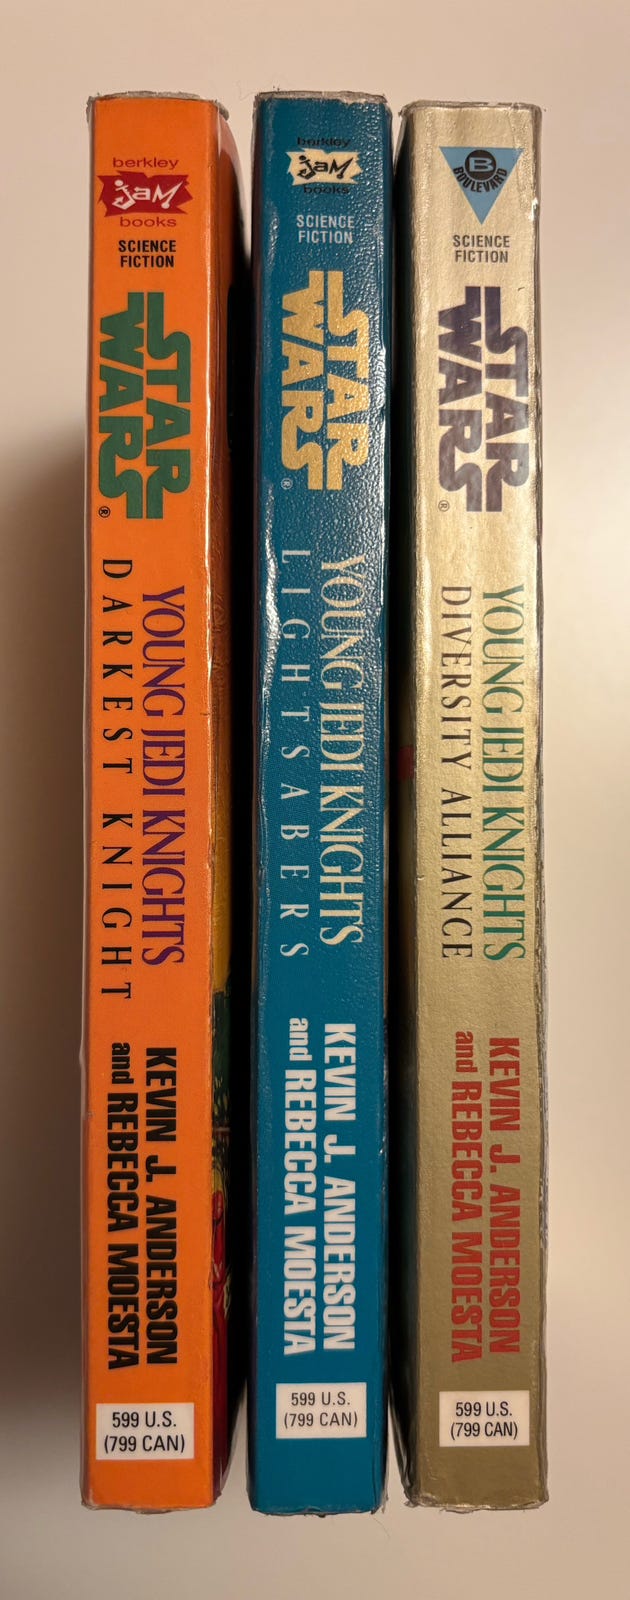 berkley
jam
books
SCIENCE
FICTION
STAR
WARS
®
YOUNG JEDI KNIGHTS
DARKEST KNIGHT
KEVIN J. ANDERSON
and REBECCA MOESTA
599 U.S.
(799 CAN)
berkley
jam
books
SCIENCE
FICTION
STAR
WARS
®
YOUNG JEDI KNIGHTS
LIGHTSABERS
KEVIN J. ANDERSON
and REBECCA MOESTA
599 U.S.
(799 CAN)
B
BOULEVARD
SCIENCE
FICTION
STAR
WARS
®
YOUNG JEDI KNIGHTS
DIVERSITY ALLIANCE
KEVIN J. ANDERSON
and REBECCA MOESTA
599 U.S.
(799 CAN)